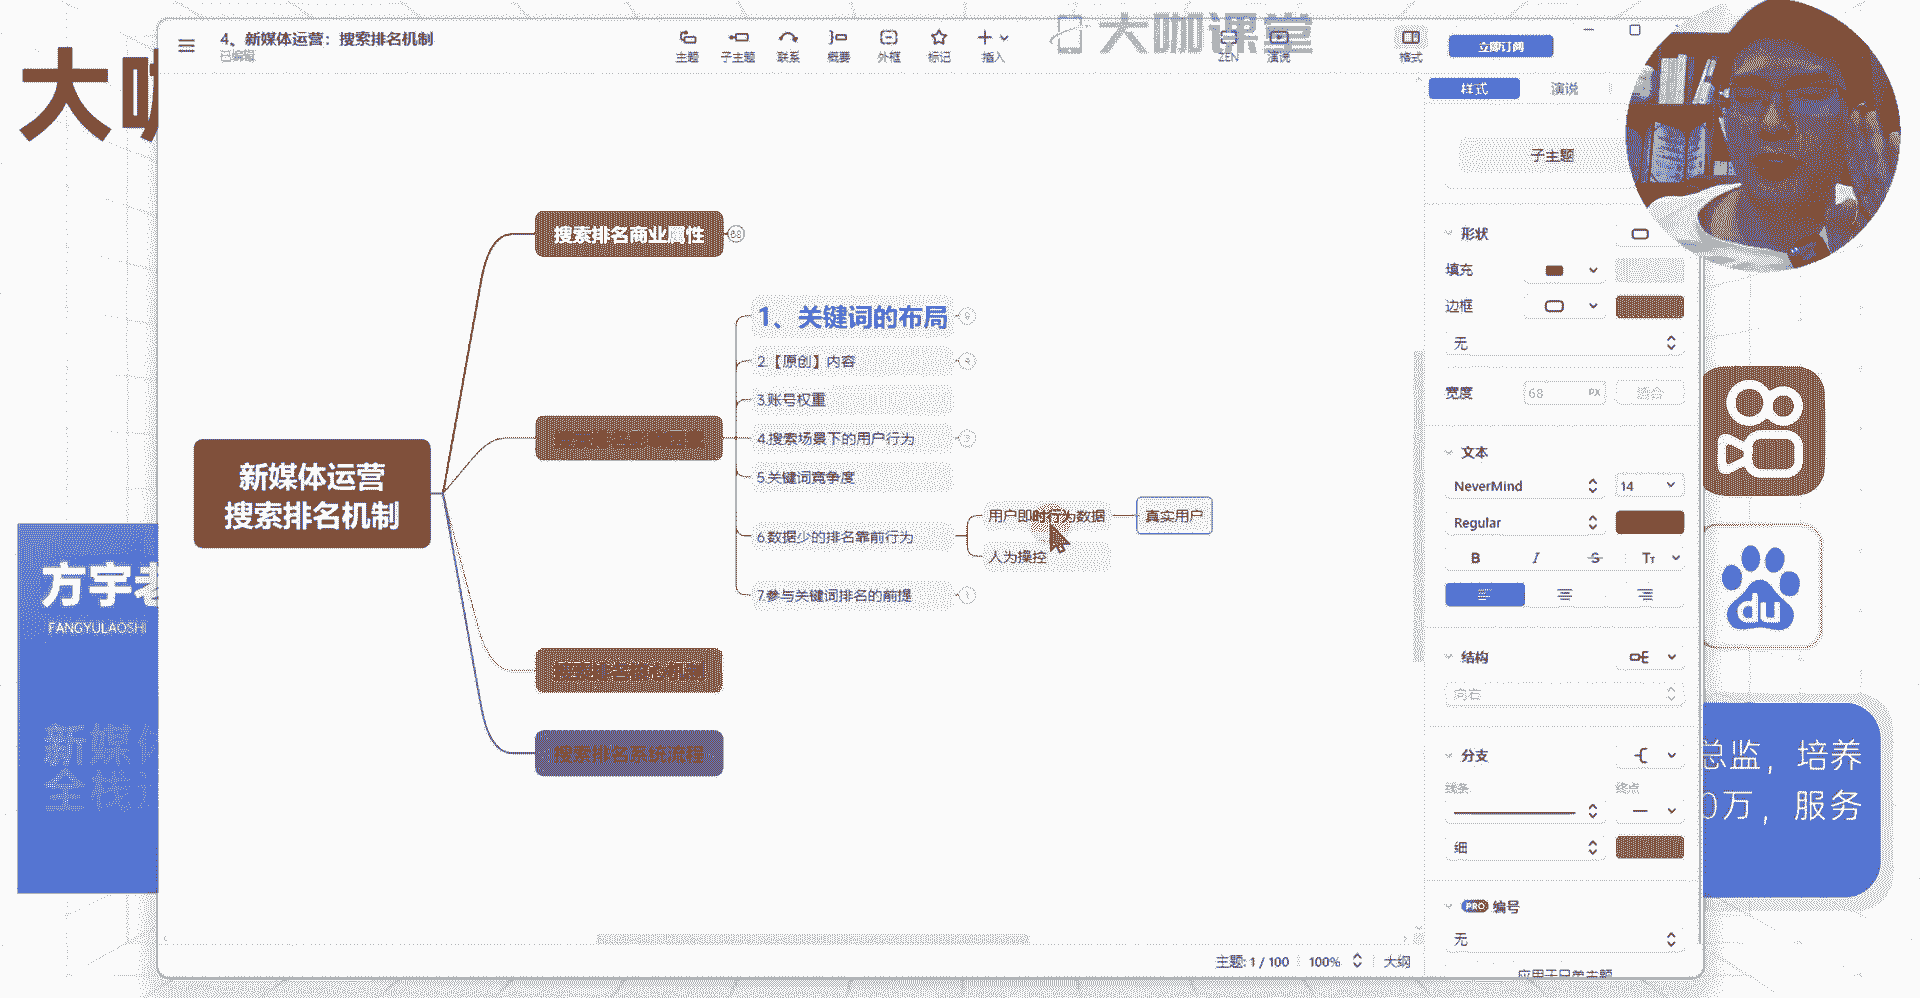 大咖课堂
4、新媒体运营：搜索排名机制
已编辑
主题
子主题
联系
概要
外框
标记
插入
ZEN
演说
格式
立即订阅
样式
演说
子主题
形状
填充
边框
无
宽度
68
PX
适合
文本
NeverMind
14
Regular
B
I
S
Tт
结构
向右
分支
线条
终点
细
PRO
编号
无
新媒体运营
搜索排名机制
搜索排名商业属性
68
1、关键词的布局
2.【原创】内容
3.账号权重
4.搜索场景下的用户行为
5.关键词竞争度
6.数据少的排名靠前行为
用户即时行为数据
真实用户
人为操控
7.参与关键词排名的前提
主题: 1 / 100
100%
大纲
大
方宇
FANGYULAOSHI
新媒体
全栈
du
总监，培养
0万，服务